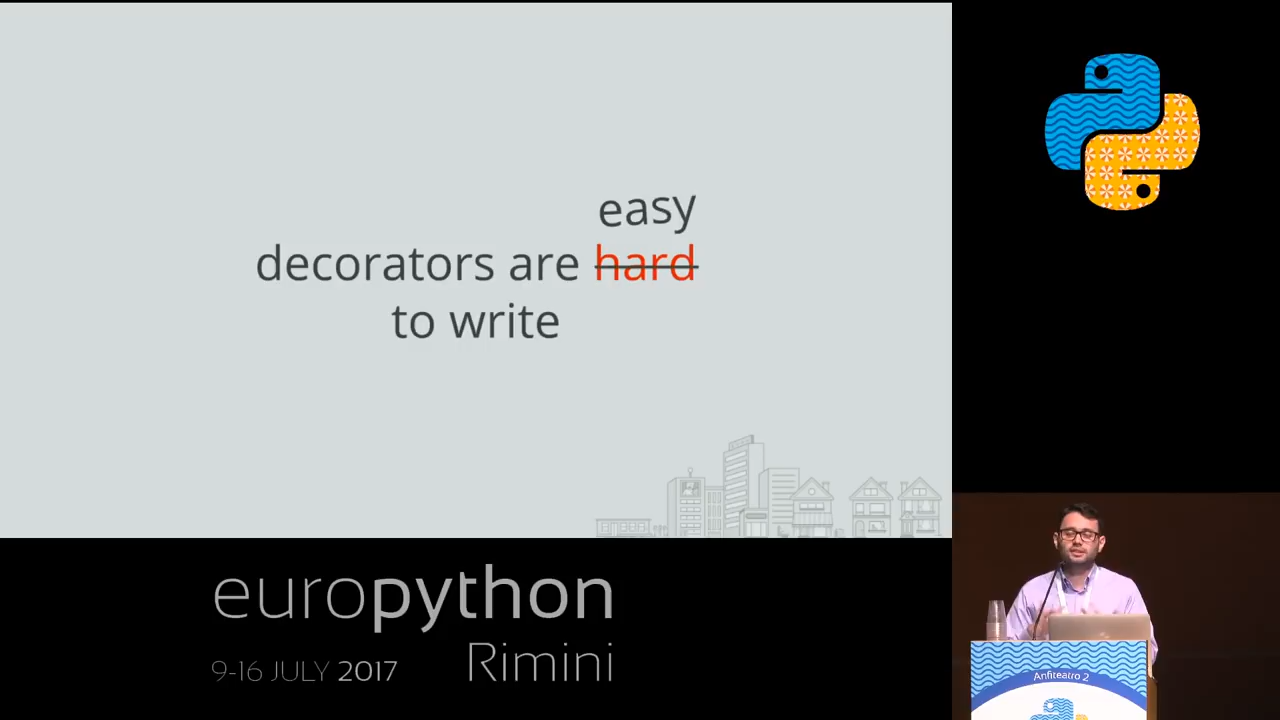 easy
decorators are hard
to write
europython
Rimini
9-16 JULY 2017
Anfiteatro 2